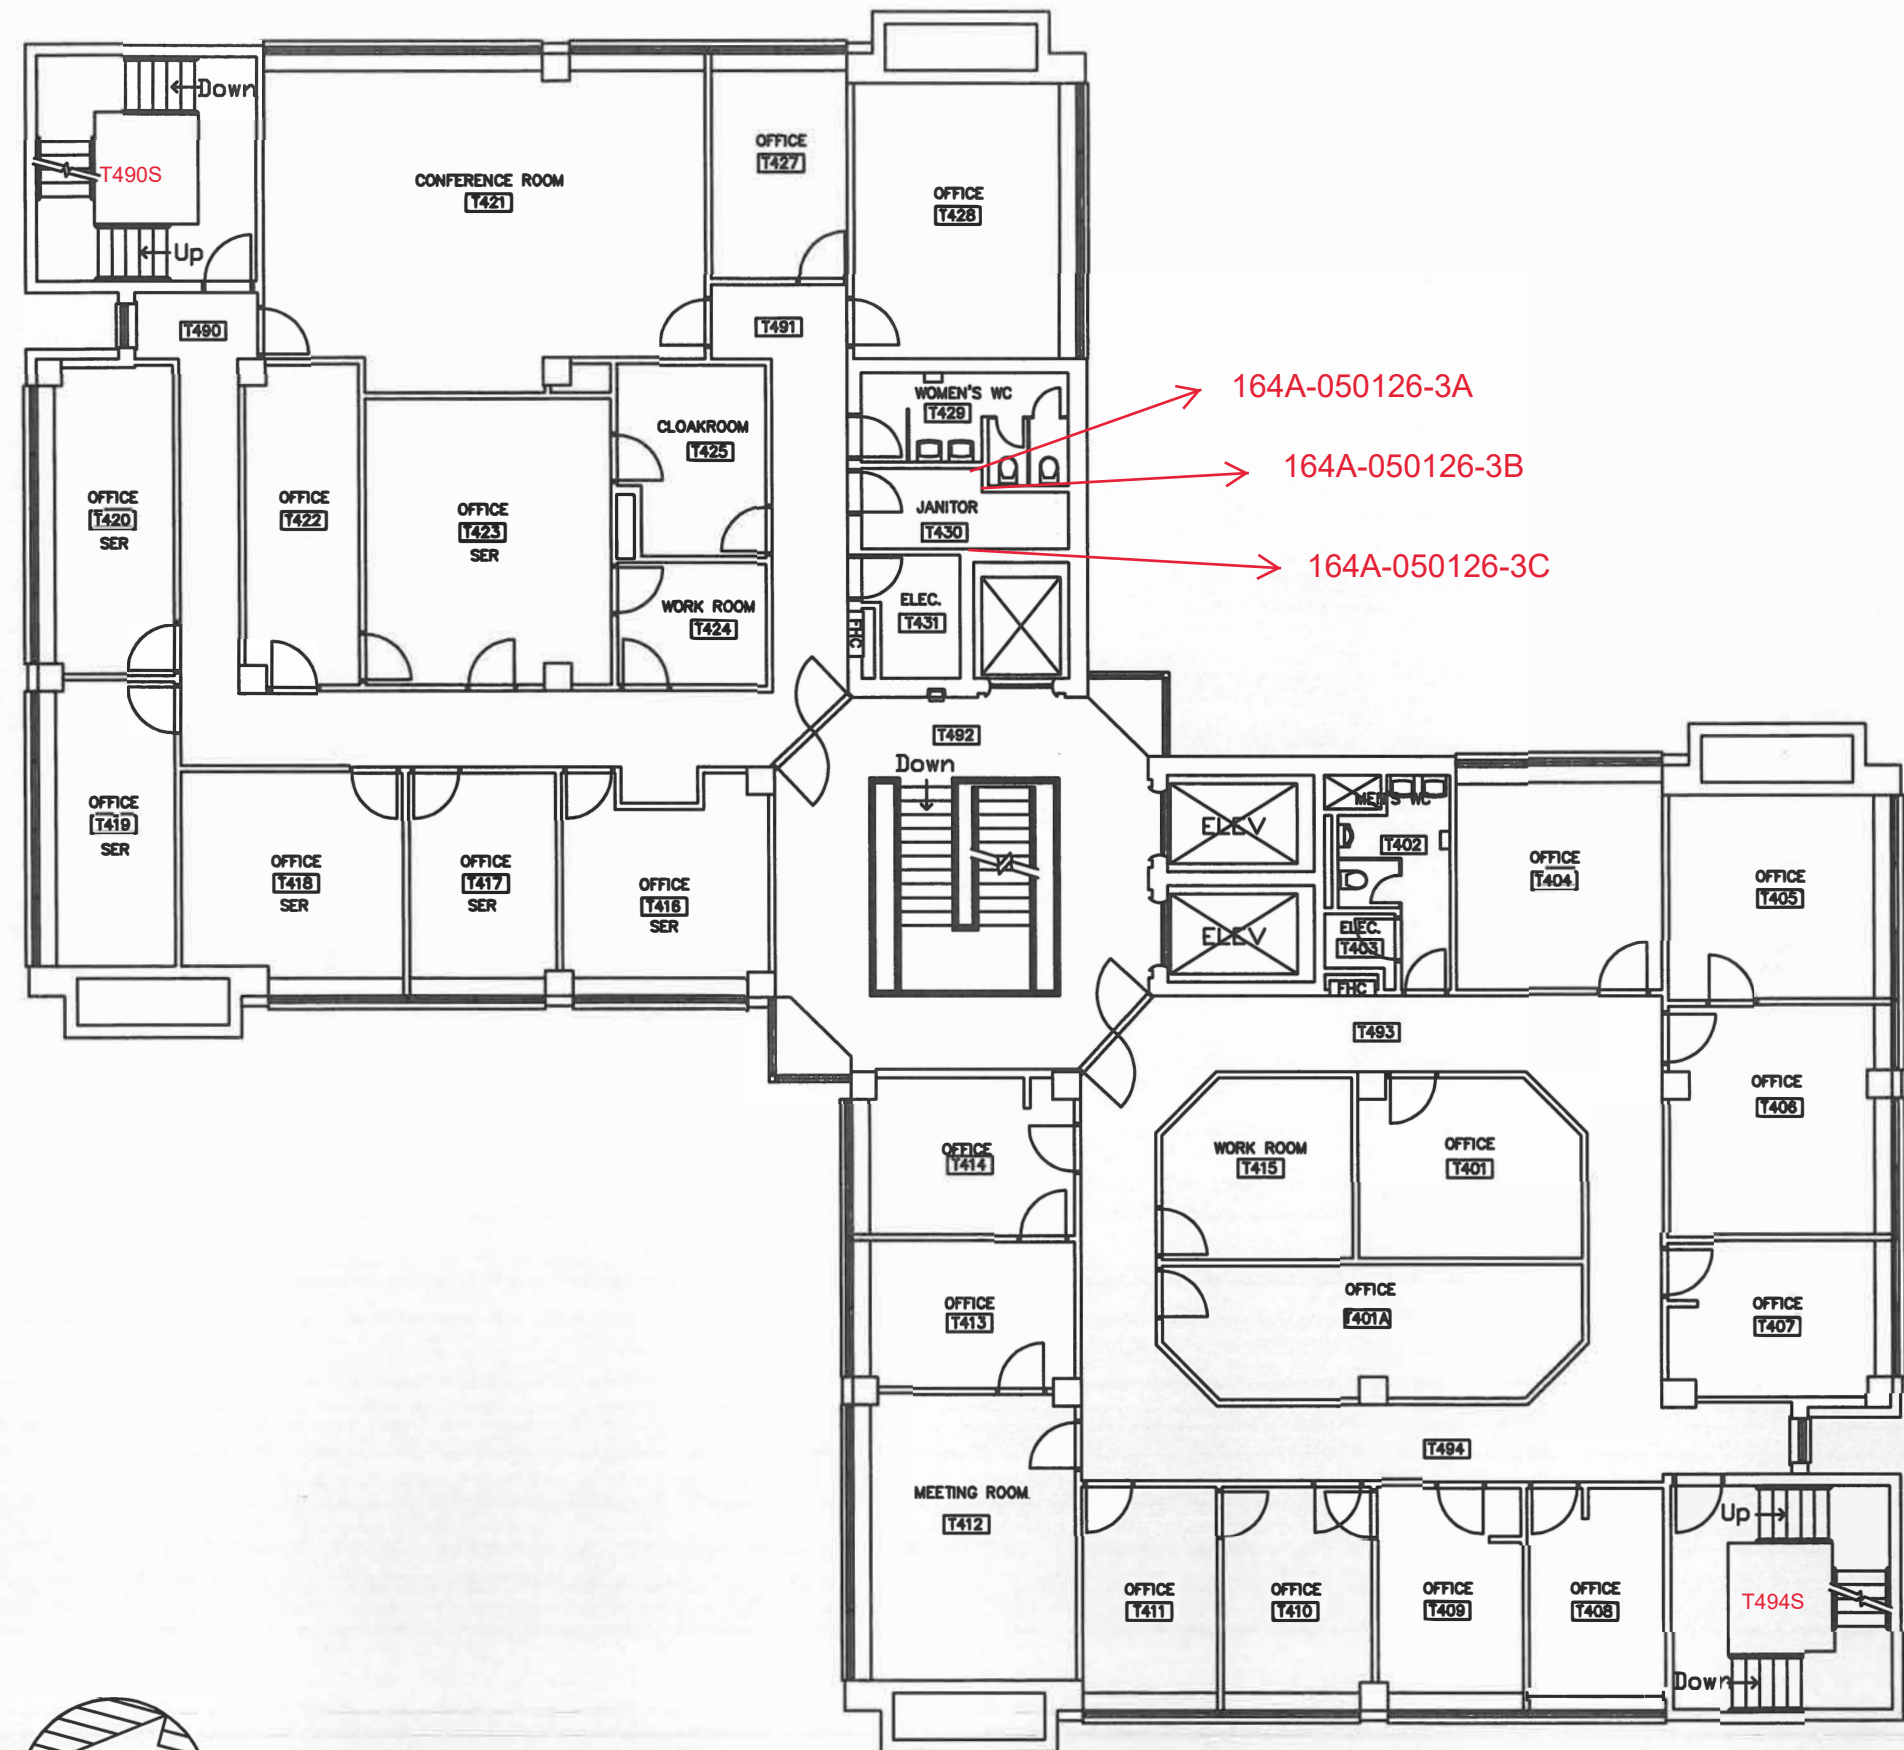 Down
T490S
Up
T490
CONFERENCE ROOM
T421
OFFICE
T427
OFFICE
T428
T491
WOMEN'S WC
T429
164A-050126-3A
164A-050126-3B
164A-050126-3C
JANITOR
T430
ELEC.
T431
FHC
CLOAKROOM
T425
WORK ROOM
T424
OFFICE
T420
SER
OFFICE
T422
OFFICE
T423
SER
OFFICE
T419
SER
OFFICE
T418
SER
OFFICE
T417
SER
OFFICE
T416
SER
T492
Down
ELEV
ELEV
MEN'S WC
T402
ELEC.
T403
FHC
OFFICE
T404
OFFICE
T405
T493
OFFICE
T406
OFFICE
T407
WORK ROOM
T415
OFFICE
T401
OFFICE
T401A
OFFICE
T414
OFFICE
T413
MEETING ROOM
T412
T494
OFFICE
T411
OFFICE
T410
OFFICE
T409
OFFICE
T408
Up
T494S
Down